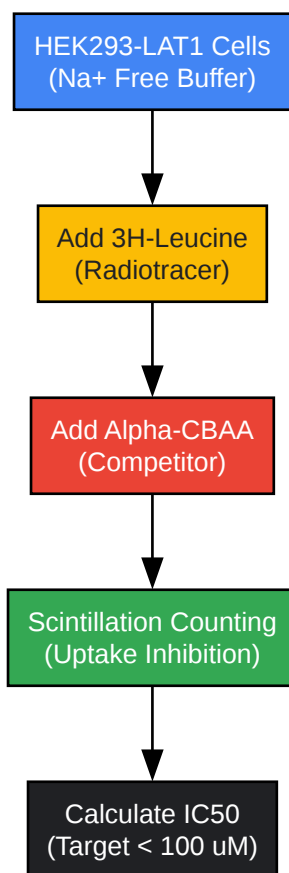 HEK293-LAT1 Cells
(Na+ Free Buffer)
Add 3H-Leucine
(Radiotracer)
Add Alpha-CBAA
(Competitor)
Scintillation Counting
(Uptake Inhibition)
Calculate IC50
(Target < 100 uM)